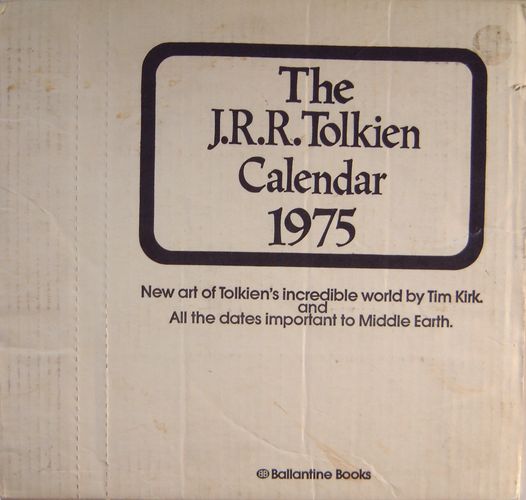 The
J.R.R. Tolkien
Calendar
1975
New art of Tolkien's incredible world by Tim Kirk.
and
All the dates important to Middle Earth.
BB Ballantine Books